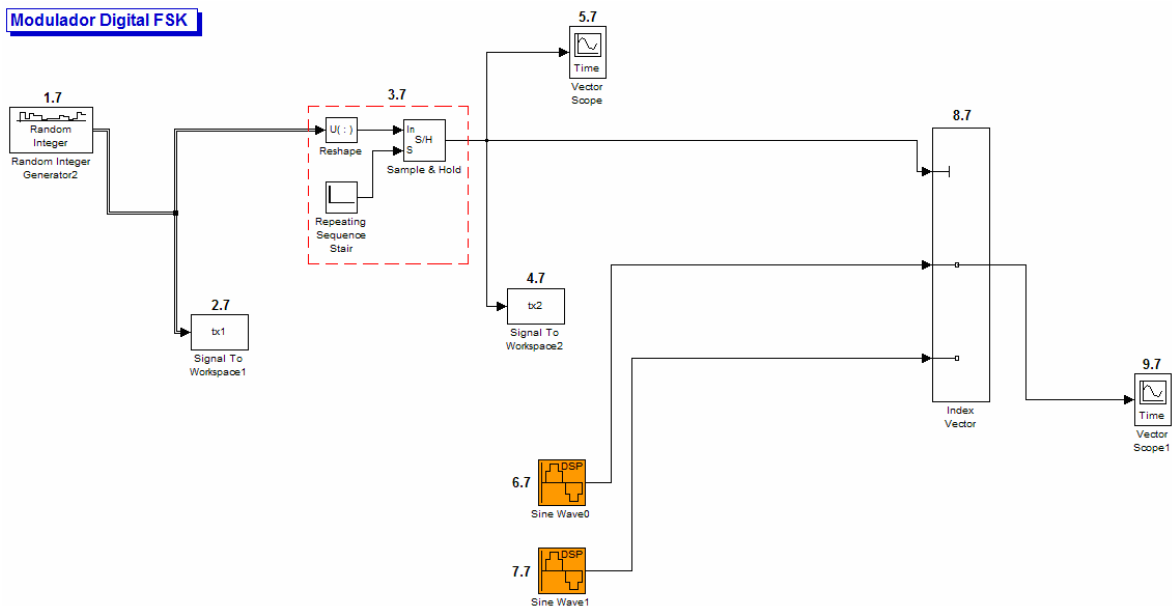 Modulador Digital FSK
1.7
Random
Integer
Random Integer
Generator2
2.7
tx1
Signal To
Workspace1
3.7
U( : )
Reshape
In
S/H
S
Sample & Hold
Repeating
Sequence
Stair
4.7
tx2
Signal To
Workspace2
5.7
Time
Vector
Scope
6.7
DSP
Sine Wave0
7.7
DSP
Sine Wave1
8.7
Index
Vector
9.7
Time
Vector
Scope1